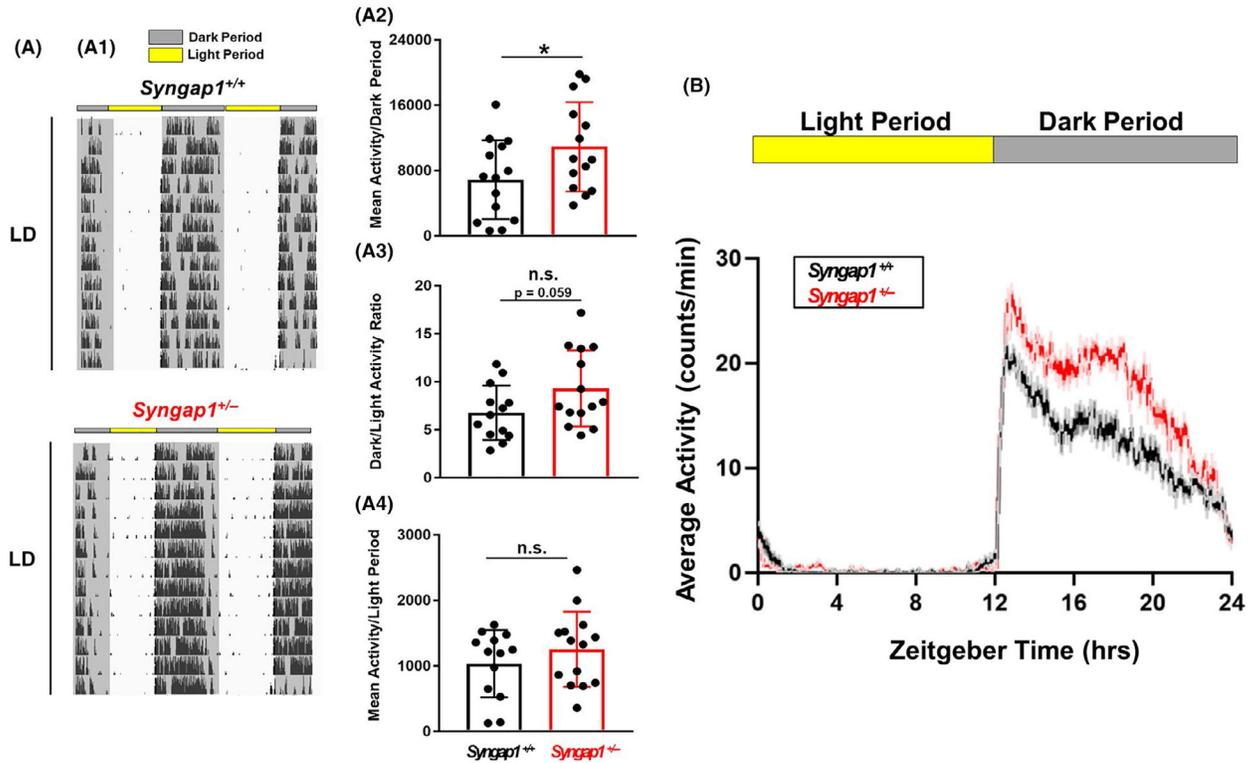 (A)
(A1)
Dark Period
Light Period
Syngap1+/+
LD
Syngap1+/–
LD
(A2)
24000
16000
8000
0
Mean Activity/Dark Period
*
(A3)
20
15
10
5
0
Dark/Light Activity Ratio
n.s.
p = 0.059
(A4)
3000
2000
1000
0
Mean Activity/Light Period
n.s.
Syngap1+/+
Syngap1+/–
(B)
Light Period
Dark Period
Average Activity (counts/min)
30
20
10
0
Syngap1+/+
Syngap1+/–
0 4 8 12 16 20 24
Zeitgeber Time (hrs)